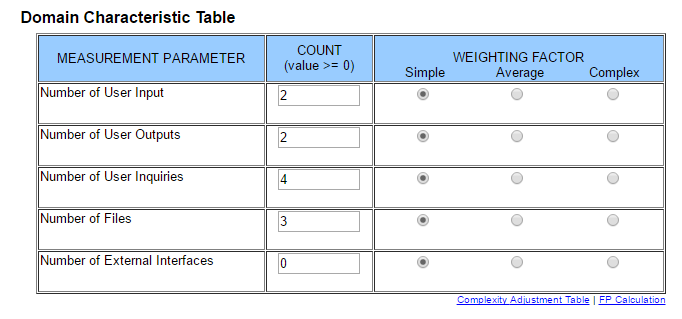 Domain Characteristic Table
MEASUREMENT PARAMETER
COUNT
(value >= 0)
WEIGHTING FACTOR
Simple Average Complex
Number of User Input 2
Number of User Outputs 2
Number of User Inquiries 4
Number of Files 3
Number of External Interfaces 0
Complexity Adjustment Table | FP Calculation